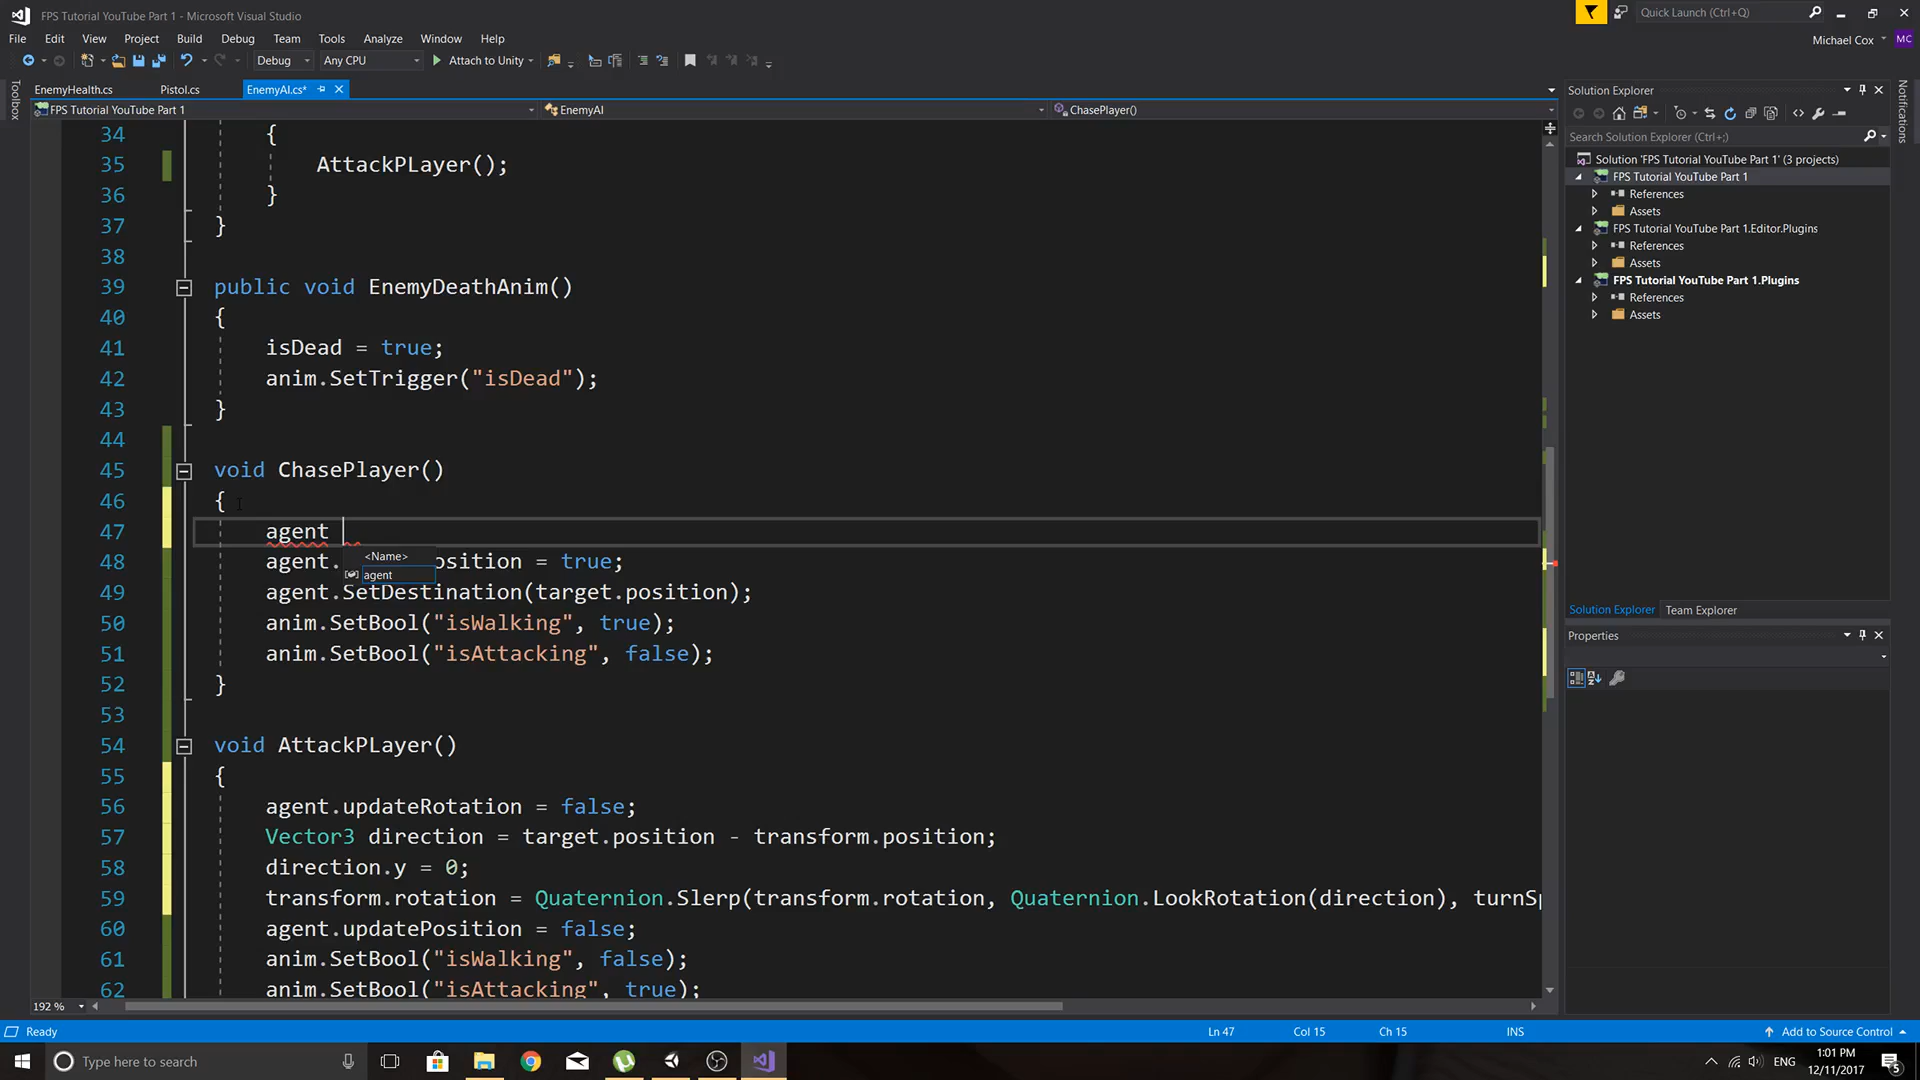 FPS Tutorial YouTube Part 1 - Microsoft Visual Studio
Quick Launch (Ctrl+Q)
File Edit View Project Build Debug Team Tools Analyze Window Help
Michael Cox MC
Debug Any CPU Attach to Unity
Toolbox
EnemyHealth.cs Pistol.cs EnemyAI.cs*
FPS Tutorial YouTube Part 1 EnemyAI ChasePlayer()
34 {
35 AttackPLayer();
36 }
37 }
38
39 public void EnemyDeathAnim()
40 {
41 isDead = true;
42 anim.SetTrigger("isDead");
43 }
44
45 void ChasePlayer()
46 {
47 agent
<Name>
agent
48 agent. osition = true;
49 agent.SetDestination(target.position);
50 anim.SetBool("isWalking", true);
51 anim.SetBool("isAttacking", false);
52 }
53
54 void AttackPLayer()
55 {
56 agent.updateRotation = false;
57 Vector3 direction = target.position - transform.position;
58 direction.y = 0;
59 transform.rotation = Quaternion.Slerp(transform.rotation, Quaternion.LookRotation(direction), turnSp
60 agent.updatePosition = false;
61 anim.SetBool("isWalking", false);
62 anim.SetBool("isAttacking", true);
192 %
Solution Explorer
Search Solution Explorer (Ctrl+;)
Solution 'FPS Tutorial YouTube Part 1' (3 projects)
FPS Tutorial YouTube Part 1
References
Assets
FPS Tutorial YouTube Part 1.Editor.Plugins
References
Assets
FPS Tutorial YouTube Part 1.Plugins
References
Assets
Solution Explorer Team Explorer
Properties
Notifications
Ready Ln 47 Col 15 Ch 15 INS Add to Source Control
Type here to search
ENG
1:01 PM
12/11/2017
5